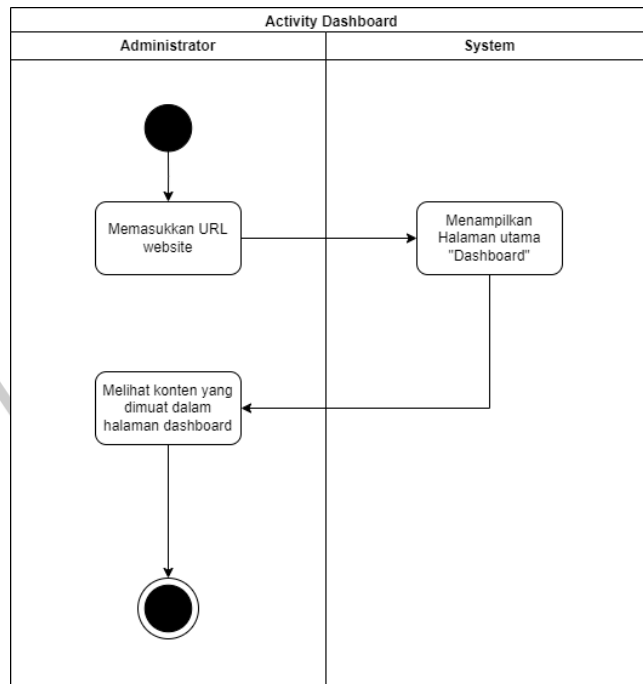 Activity Dashboard
Administrator
System
Memasukkan URL
website
Menampilkan
Halaman utama
"Dashboard"
Melihat konten yang
dimuat dalam
halaman dashboard